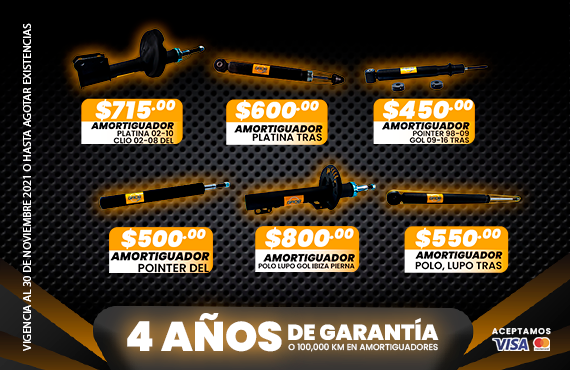 VIGENCIA AL 30 DE NOVIEMBRE 2021 O HASTA AGOTAR EXISTENCIAS
$715.00
AMORTIGUADOR
PLATINA 02-10
CLIO 02-08 DEL
$600.00
AMORTIGUADOR
PLATINA TRAS
$450.00
AMORTIGUADOR
POINTER 98-09
GOL 09-16 TRAS
$500.00
AMORTIGUADOR
POINTER DEL
$800.00
AMORTIGUADOR
POLO LUPO GOL IBIZA PIERNA
$550.00
AMORTIGUADOR
POLO, LUPO TRAS
4 AÑOS DE GARANTÍA
O 100,000 KM EN AMORTIGUADORES
ACEPTAMOS
VISA